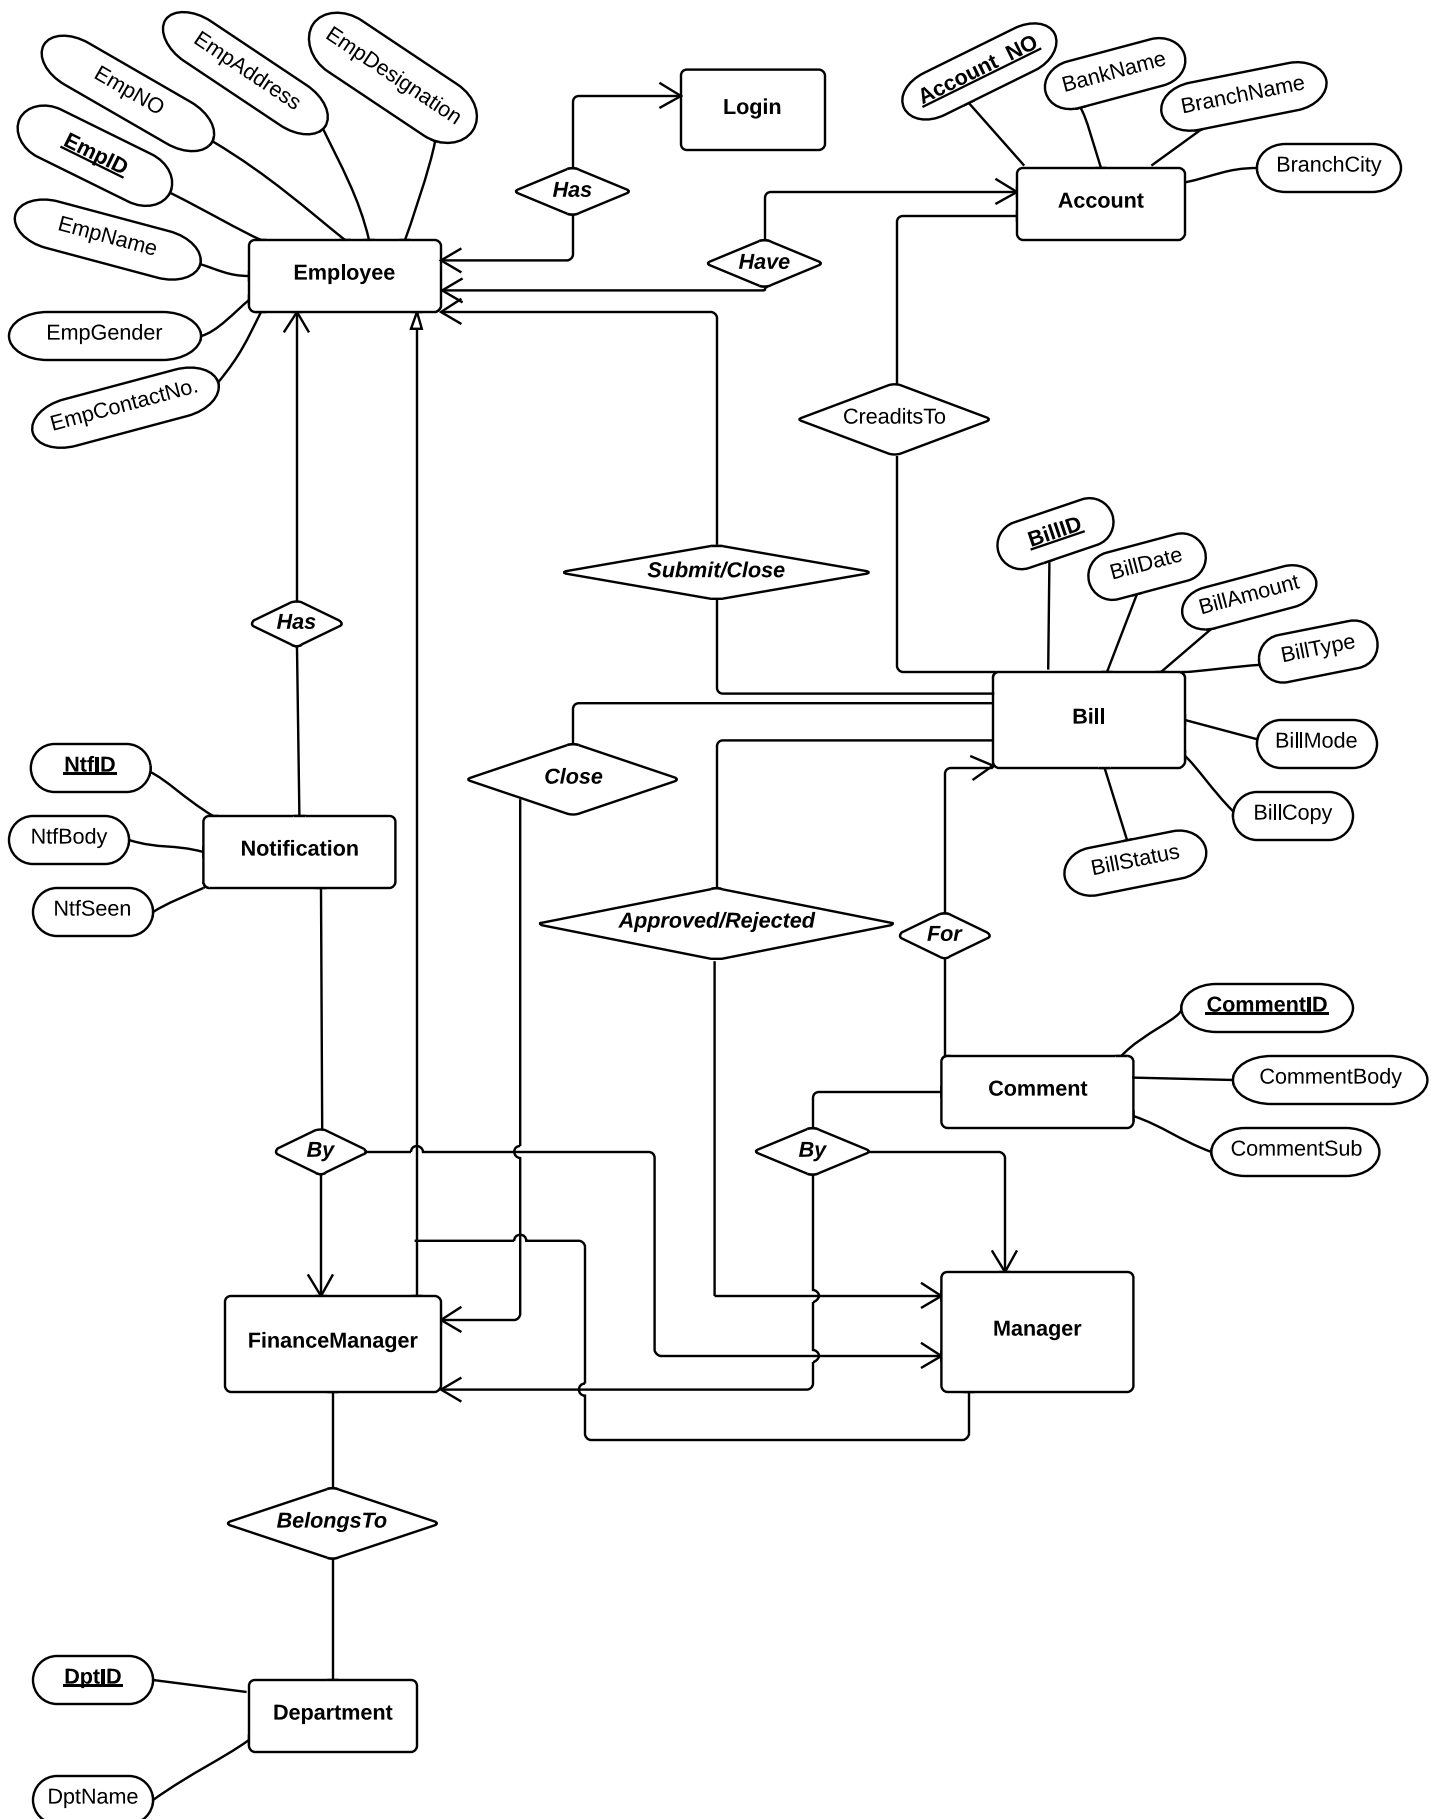 EmpDesignation
EmpAddress
EmpNO
EmpID
EmpName
EmpGender
EmpContactNo.
Employee
Login
Has
Have
Account_NO
BankName
BranchName
BranchCity
Account
CreaditsTo
Submit/Close
Has
BillID
BillDate
BillAmount
BillType
Bill
BillMode
BillCopy
BillStatus
Close
NtfID
NtfBody
NtfSeen
Notification
Approved/Rejected
For
CommentID
CommentBody
CommentSub
Comment
By
By
FinanceManager
Manager
BelongsTo
DptID
Department
DptName